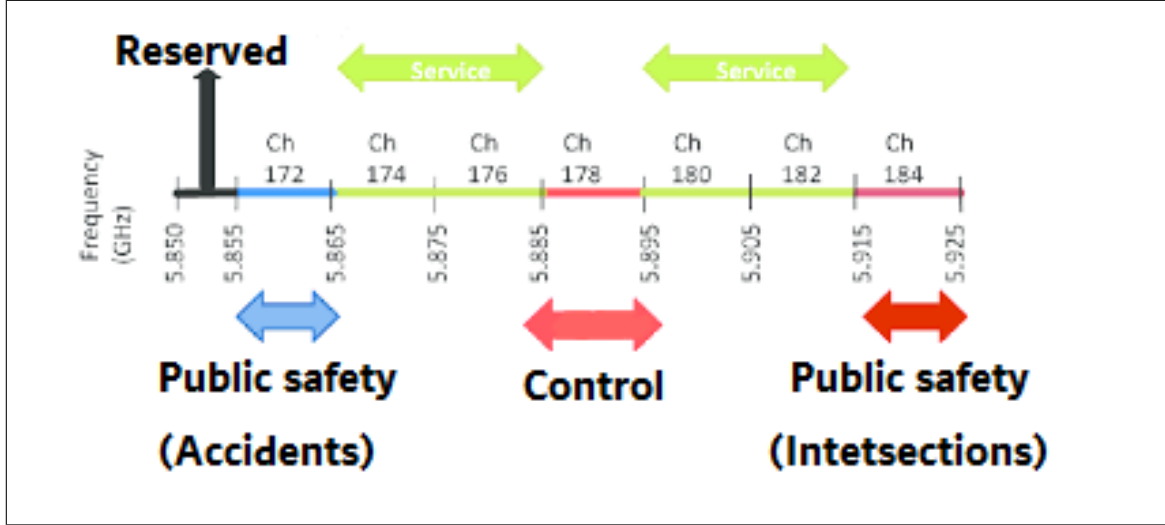 Reserved
Service
Service
Ch
172
Ch
174
Ch
176
Ch
178
Ch
180
Ch
182
Ch
184
Frequency
(GHz)
5.850
5.855
5.865
5.875
5.885
5.895
5.905
5.915
5.925
Public safety
(Accidents)
Control
Public safety
(Intetsections)